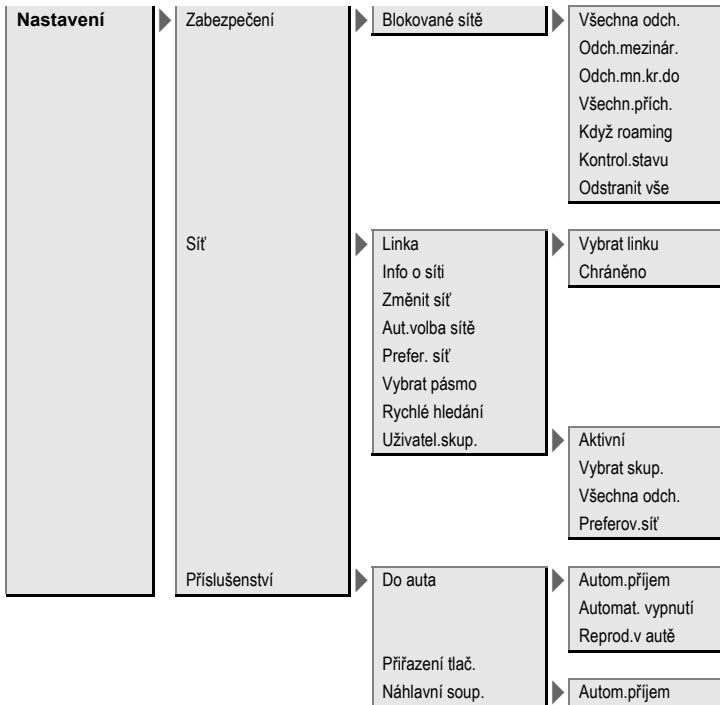 Nastavení Zabezpečení Blokované sítě Všechna odch.
Odch.mezinár.
Odch.mn.kr.do
Všechn.přích.
Když roaming
Kontrol.stavu
Odstranit vše
Síť Linka Vybrat linku
Info o síti Chráněno
Změnit síť
Aut.volba sítě
Prefer. síť
Vybrat pásmo
Rychlé hledání
Uživatel.skup. Aktivní
Vybrat skup.
Všechna odch.
Preferov.síť
Příslušenství Do auta Autom.příjem
Automat. vypnutí
Reprod.v autě
Přiřazení tlač.
Náhlavní soup. Autom.příjem